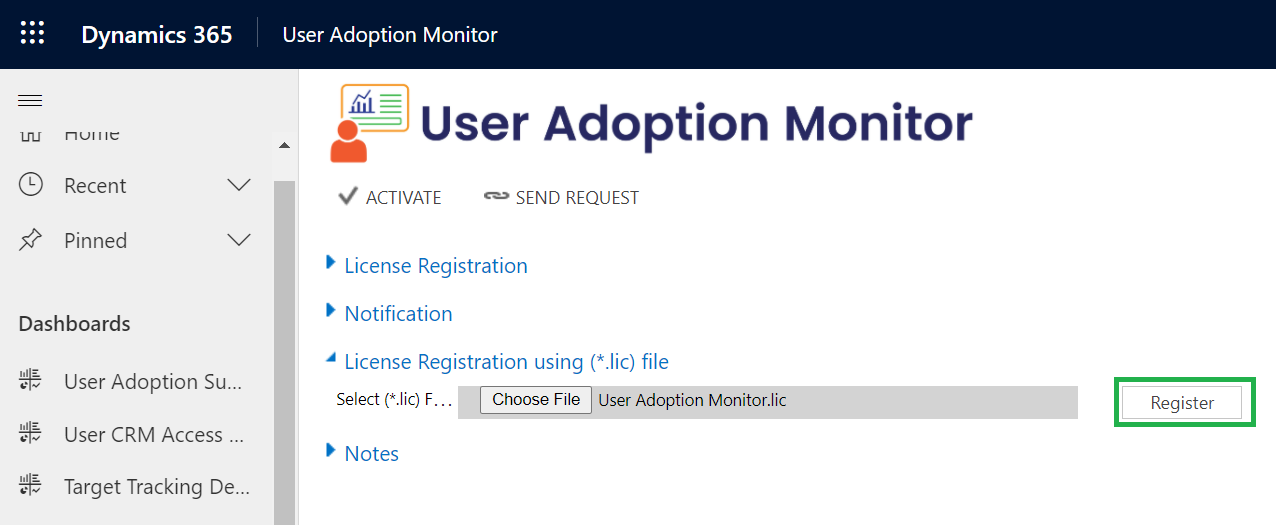 Dynamics 365
User Adoption Monitor
Home
Recent
Pinned
Dashboards
User Adoption Su...
User CRM Access ...
Target Tracking De...
User Adoption Monitor
ACTIVATE
SEND REQUEST
License Registration
Notification
License Registration using (*.lic) file
Select (*.lic) F... Choose File User Adoption Monitor.lic Register
Notes